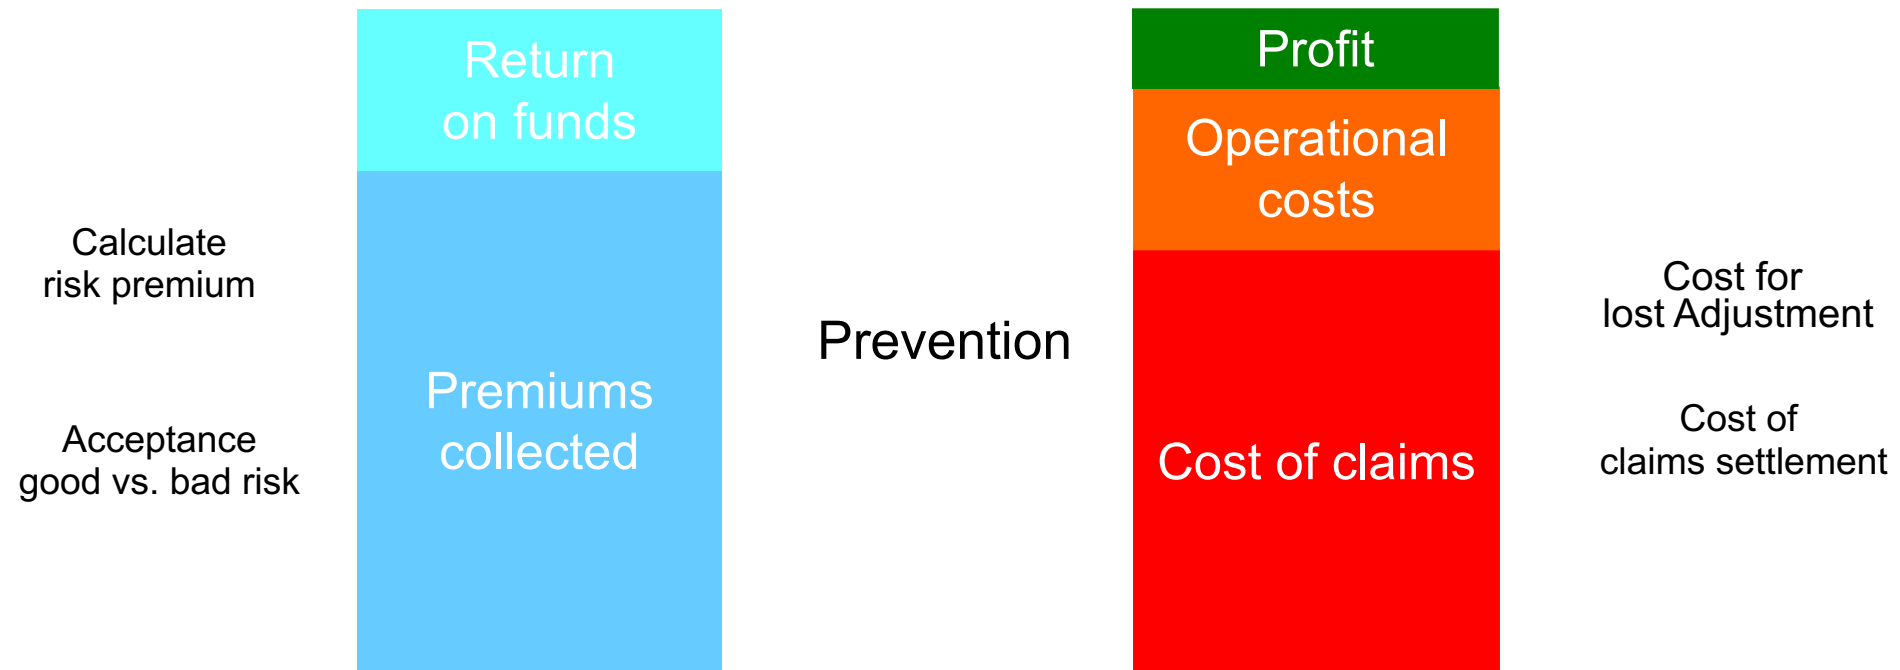 Return
on funds
Calculate
risk premium
Premiums
collected
Acceptance
good vs. bad risk
Prevention
Profit
Operational
costs
Cost of claims
Cost for
lost Adjustment
Cost of
claims settlement